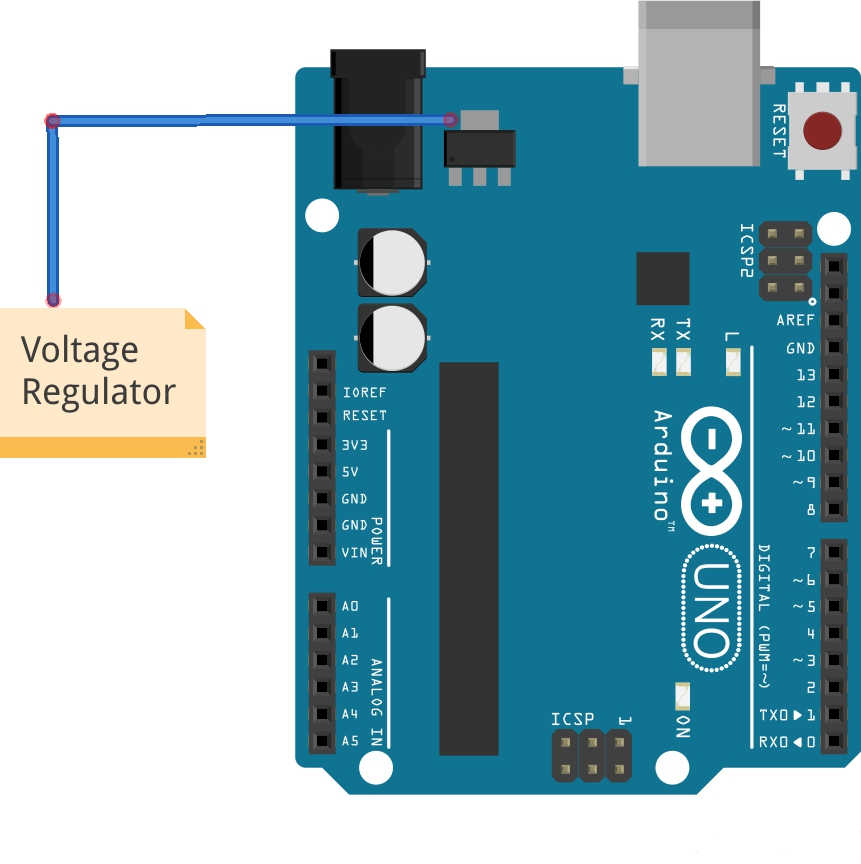 Voltage
Regulator
RESET
ICSP2
AREF
GND
13
12
~11
~10
~9
8
RX
TX
L
Arduino™
UNO
IOREF
RESET
3V3
5V
GND
GND
VIN
POWER
A0
A1
A2
A3
A4
A5
ANALOG IN
7
~6
~5
4
~3
2
TX0▶1
RX0◀0
DIGITAL (PWM=~)
ON
ICSP
1